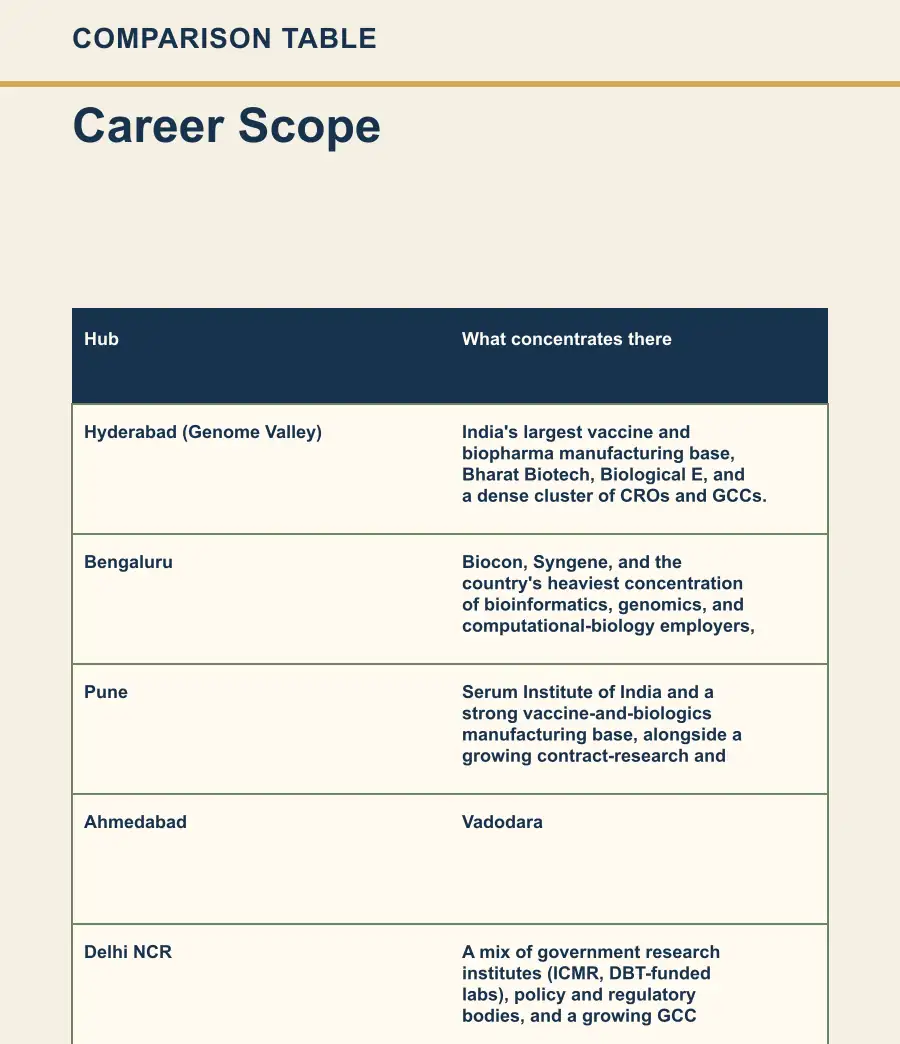 COMPARISON TABLE
Career Scope
Hub
What concentrates there
Hyderabad (Genome Valley)
India's largest vaccine and
biopharma manufacturing base,
Bharat Biotech, Biological E, and
a dense cluster of CROs and GCCs.
Bengaluru
Biocon, Syngene, and the
country's heaviest concentration
of bioinformatics, genomics, and
computational-biology employers,
Pune
Serum Institute of India and a
strong vaccine-and-biologics
manufacturing base, alongside a
growing contract-research and
Ahmedabad
Vadodara
Delhi NCR
A mix of government research
institutes (ICMR, DBT-funded
labs), policy and regulatory
bodies, and a growing GCC